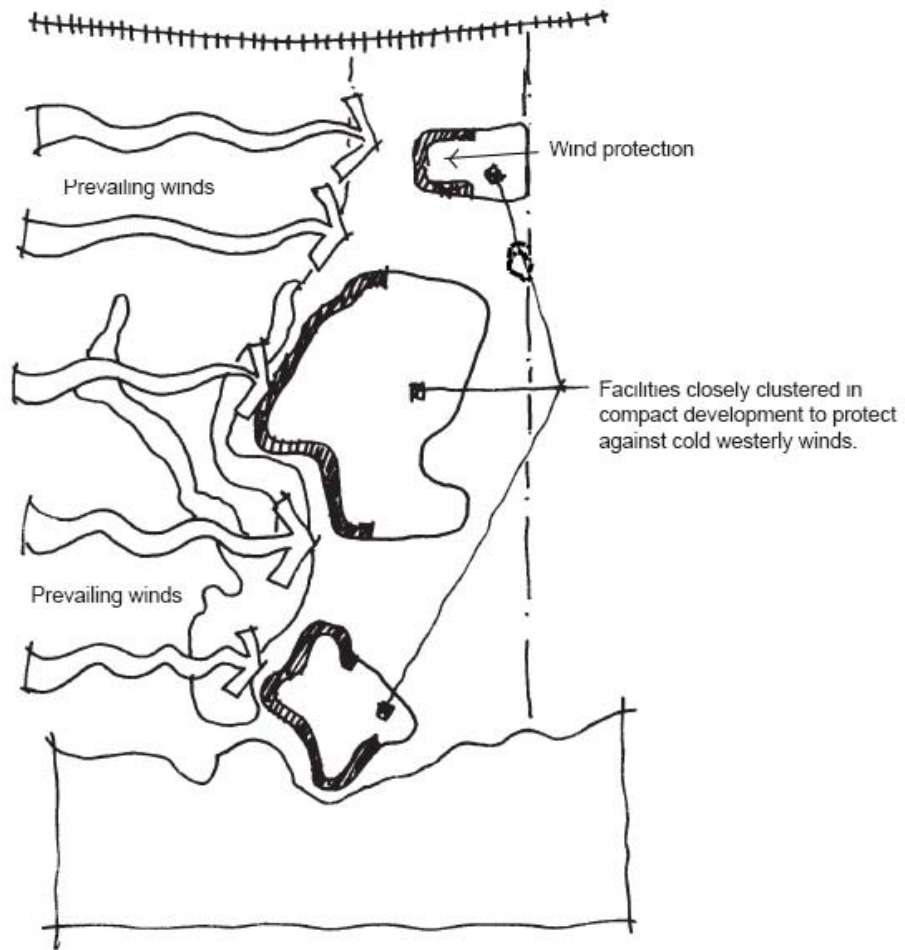 Wind protection
Prevailing winds
Facilities closely clustered in
compact development to protect
against cold westerly winds.
Prevailing winds